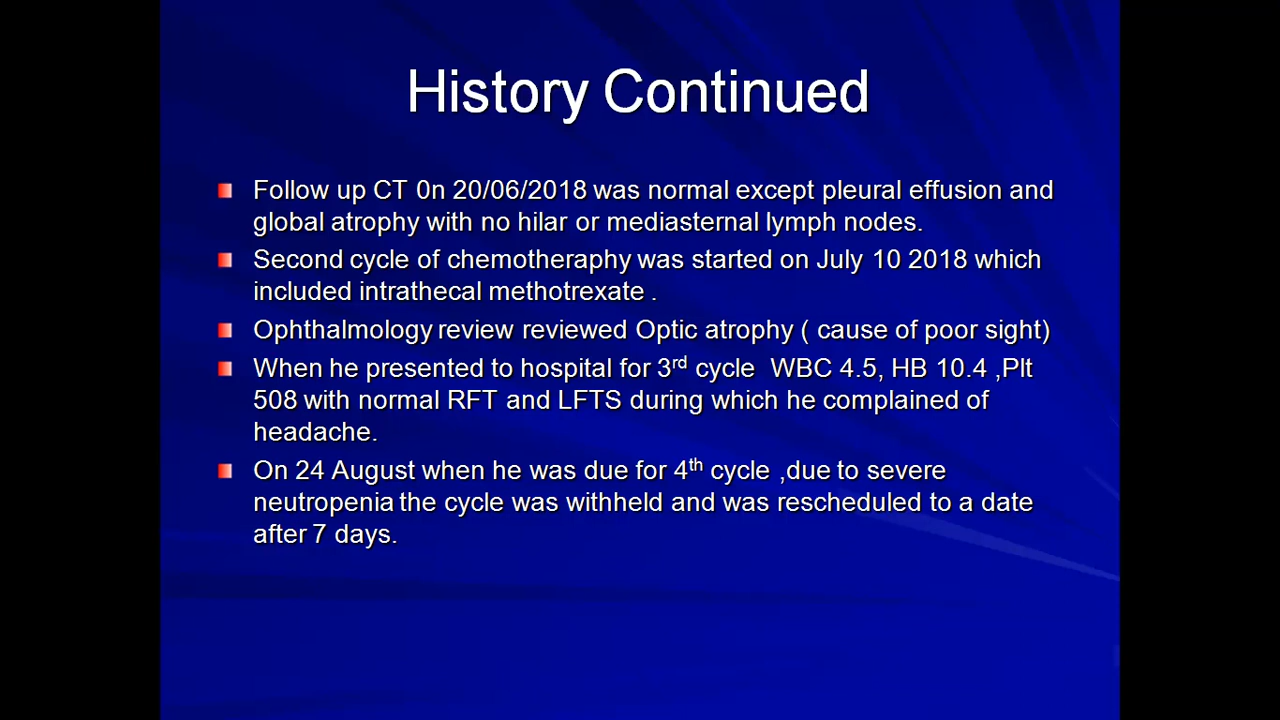 History Continued
Follow up CT 0n 20/06/2018 was normal except pleural effusion and
global atrophy with no hilar or mediasternal lymph nodes.
Second cycle of chemotheraphy was started on July 10 2018 which
included intrathecal methotrexate .
Ophthalmology review reviewed Optic atrophy ( cause of poor sight)
When he presented to hospital for 3rd cycle  WBC 4.5, HB 10.4 ,Plt
508 with normal RFT and LFTS during which he complained of
headache.
On 24 August when he was due for 4th cycle ,due to severe
neutropenia the cycle was withheld and was rescheduled to a date
after 7 days.